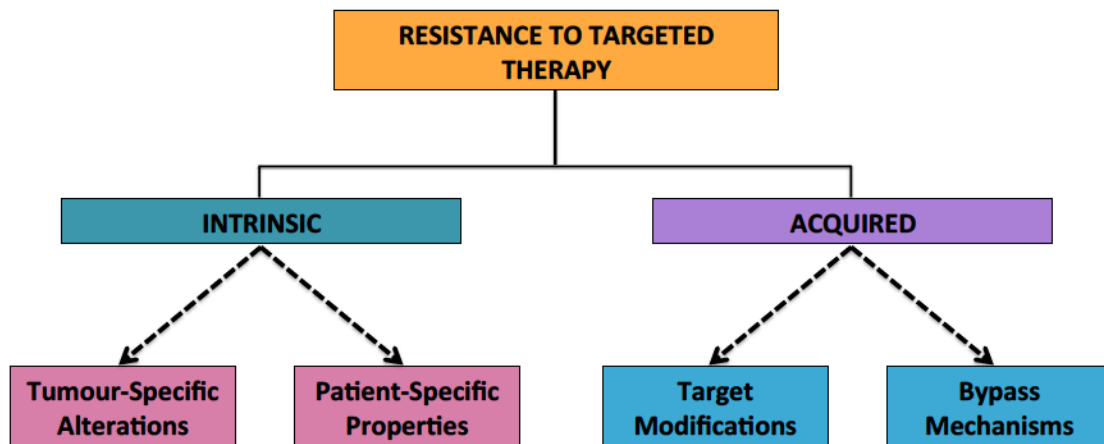 RESISTANCE TO TARGETED
THERAPY
INTRINSIC
ACQUIRED
Tumour-Specific
Alterations
Patient-Specific
Properties
Target
Modifications
Bypass
Mechanisms